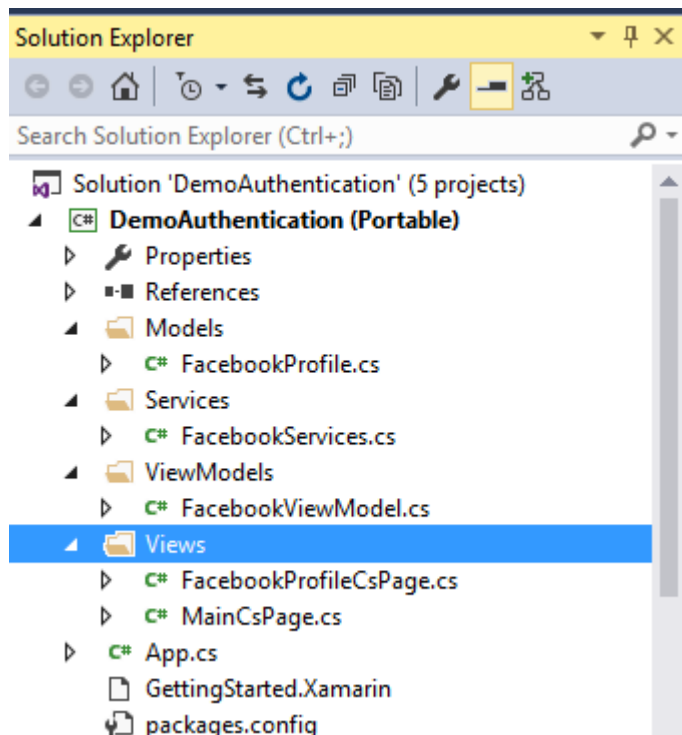 Solution Explorer
Search Solution Explorer (Ctrl+;)
Solution 'DemoAuthentication' (5 projects)
C# DemoAuthentication (Portable)
Properties
References
Models
C# FacebookProfile.cs
Services
C# FacebookServices.cs
ViewModels
C# FacebookViewModel.cs
Views
C# FacebookProfileCsPage.cs
C# MainCsPage.cs
C# App.cs
GettingStarted.Xamarin
packages.config